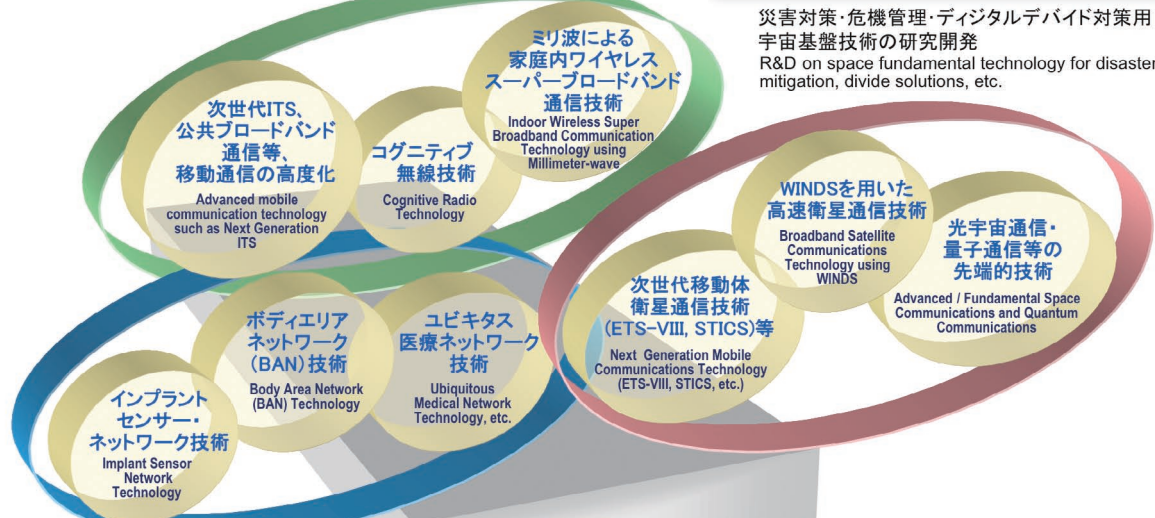 災害対策・危機管理・ディジタルデバイド対策用
宇宙基盤技術の研究開発
R&D on space fundamental technology for disaster
mitigation, divide solutions, etc.
ミリ波による
家庭内ワイヤレス
スーパーブロードバンド
通信技術
Indoor Wireless Super
Broadband Communication
Technology using
Millimeter-wave
次世代ITS、
公共ブロードバンド
通信等、
移動通信の高度化
Advanced mobile
communication technology
such as Next Generation
ITS
コグニティブ
無線技術
Cognitive Radio
Technology
WINDSを用いた
高速衛星通信技術
Broadband Satellite
Communications
Technology using
WINDS
光宇宙通信・
量子通信等の
先端的技術
Advanced / Fundamental Space
Communications and Quantum
Communications
次世代移動体
衛星通信技術
(ETS-VIII, STICS)等
Next Generation Mobile
Communications Technology
(ETS-VIII, STICS, etc.)
ボディエリア
ネットワーク
(BAN)技術
Body Area Network
(BAN) Technology
ユビキタス
医療ネットワーク
技術
Ubiquitous
Medical Network
Technology, etc.
インプラント
センサー・
ネットワーク技術
Implant Sensor
Network
Technology